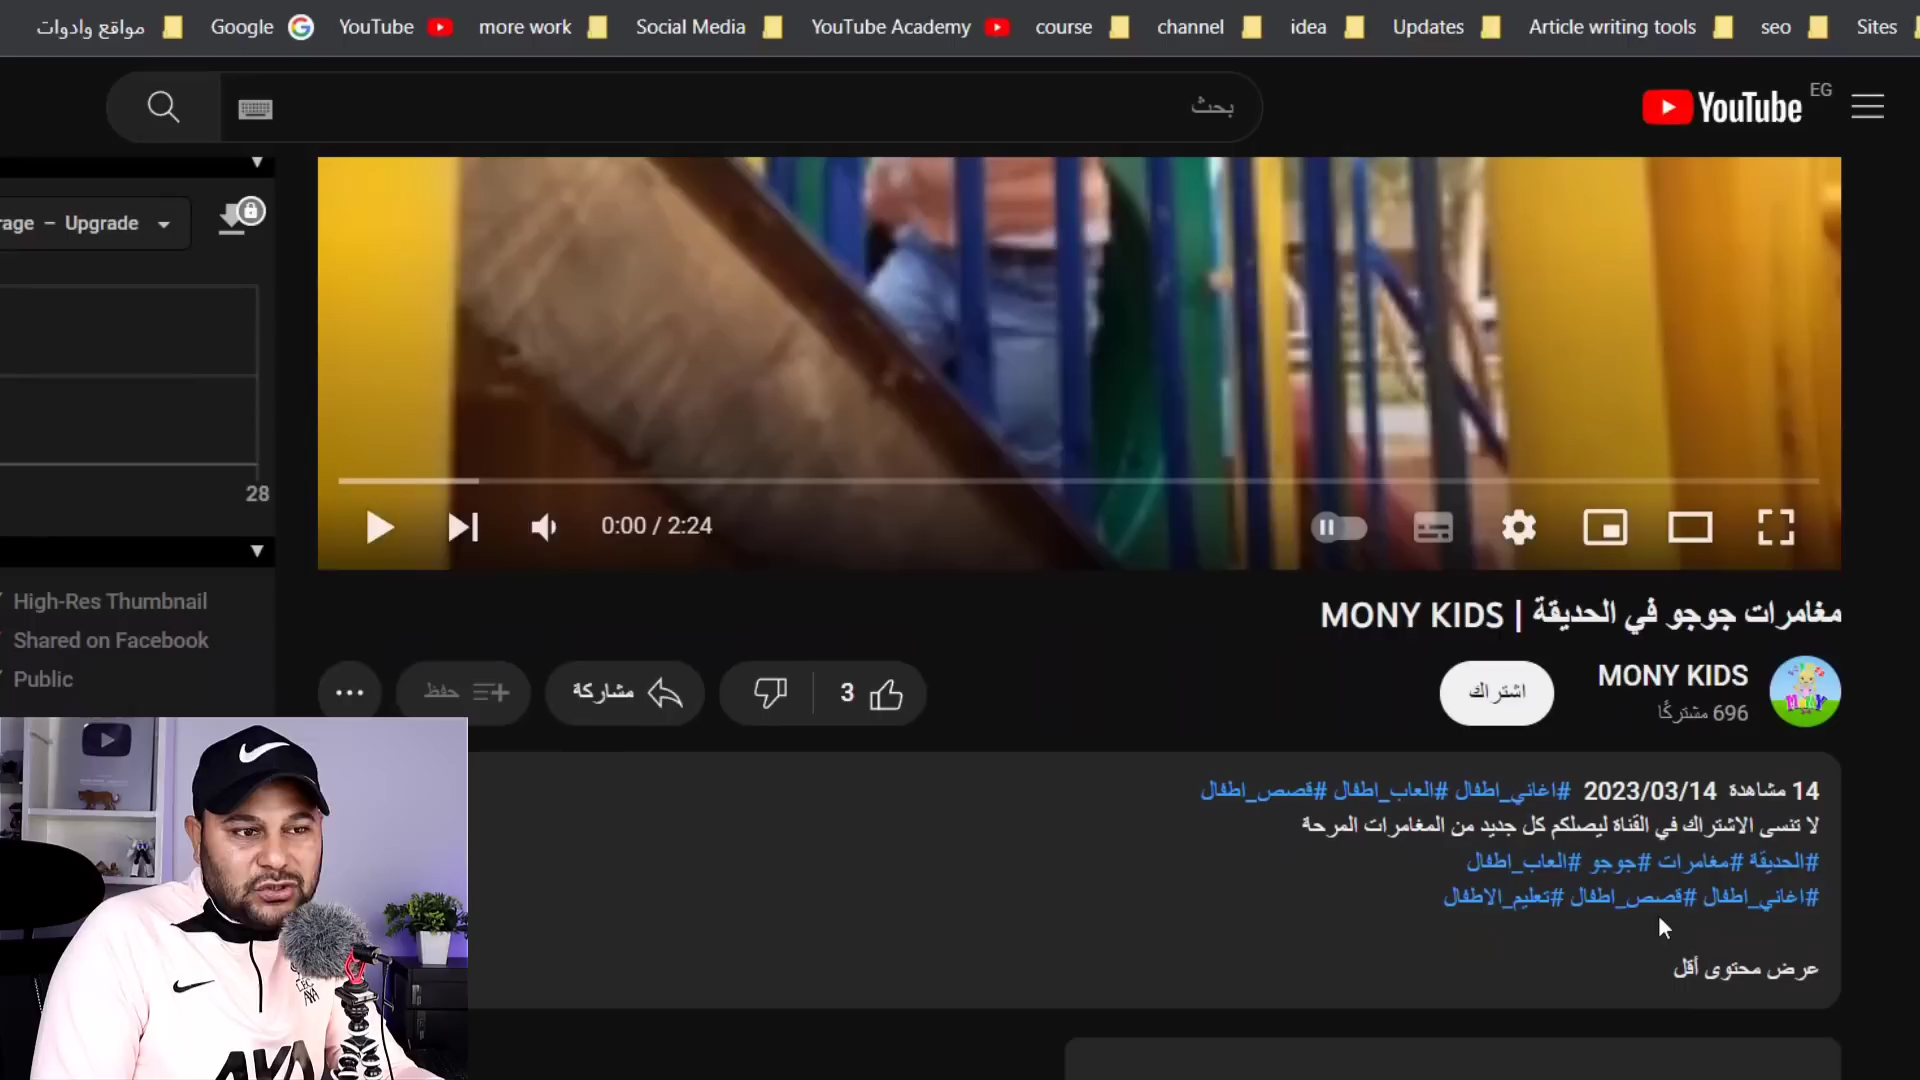 مواقع وادوات
Google
YouTube
more work
Social Media
YouTube Academy
course
channel
idea
Updates
Article writing tools
seo
Sites
بحث
YouTube
EG
rage – Upgrade
28
High-Res Thumbnail
Shared on Facebook
Public
0:00 / 2:24
مغامرات جوجو في الحديقة | MONY KIDS
MONY KIDS
696 مشتركًا
اشتراك
3
مشاركة
حفظ
14 مشاهدة 2023/03/14 #اغاني_اطفال #العاب_اطفال #قصص_اطفال
لا تنسى الاشتراك في القناة ليصلكم كل جديد من المغامرات المرحة
#الحديقة #مغامرات #جوجو #العاب_اطفال
#اغاني_اطفال #قصص_اطفال #تعليم_الاطفال
عرض محتوى أقل
AXA